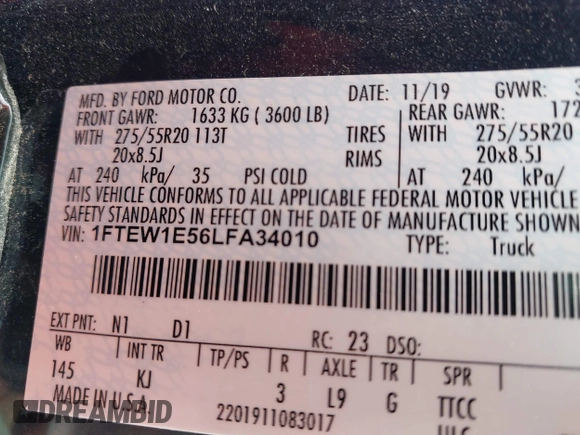 MFD. BY FORD MOTOR CO. DATE: 11/19 GVWR:
FRONT GAWR: 1633 KG ( 3600 LB) REAR GAWR: 172
WITH 275/55R20 113T TIRES WITH 275/55R20
20x8.5J RIMS 20x8.5J
AT 240 kPa/ 35 PSI COLD AT 240 kPa/
THIS VEHICLE CONFORMS TO ALL APPLICABLE FEDERAL MOTOR VEHICLE
SAFETY STANDARDS IN EFFECT ON THE DATE OF MANUFACTURE SHOWN
VIN: 1FTEW1E56LFA34010 TYPE: Truck
EXT PNT: N1 D1 RC: 23 DSO:
WB INT TR TP/PS R AXLE TR SPR
145 KJ 3 L9 G TTCC
MADE IN U.S.A. 2201911083017
DREAMBID